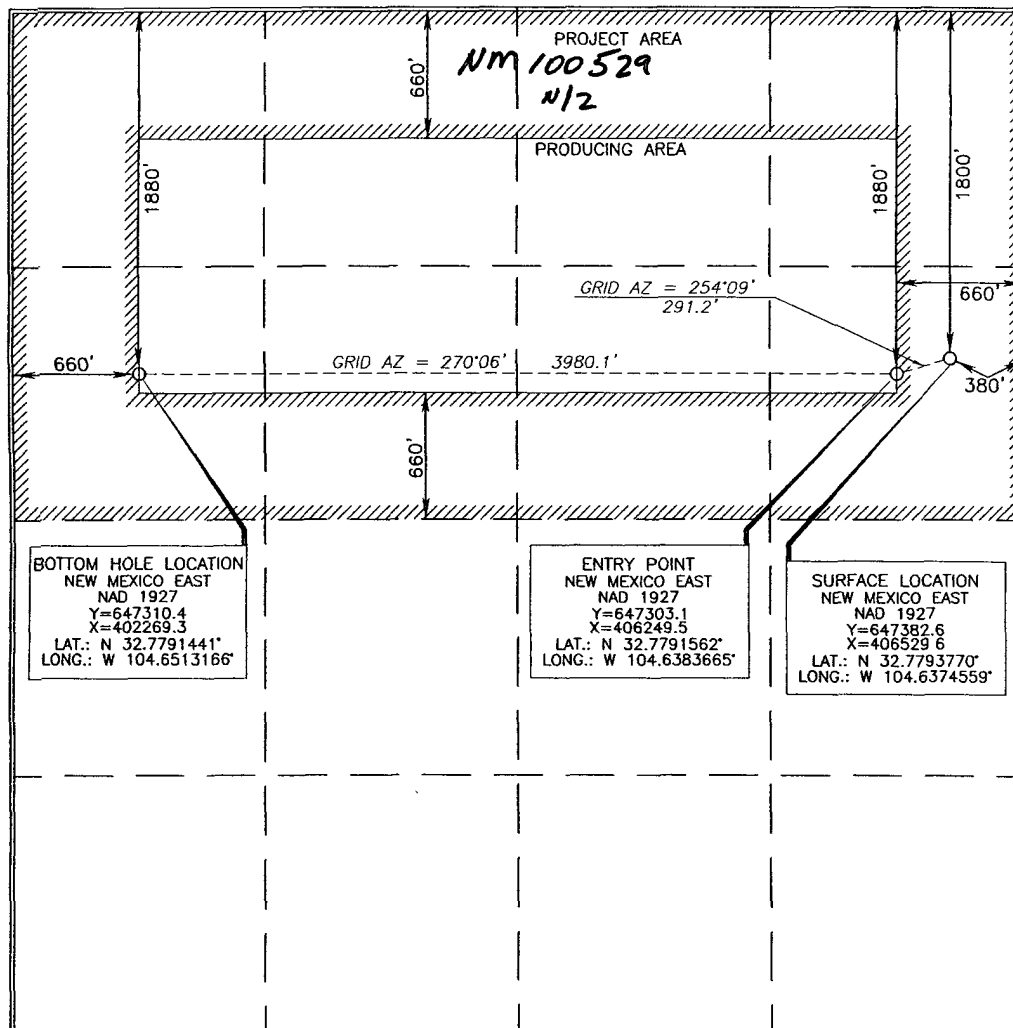 PROJECT AREA
NM 100529
N/2
660'
PRODUCING AREA
1880'
1880'
1800'
GRID AZ = 254°09'
291.2'
660'
660'
GRID AZ = 270°06' 3980.1'
380'
660'
BOTTOM HOLE LOCATION
NEW MEXICO EAST
NAD 1927
Y=647310.4
X=402269.3
LAT.: N 32.7791441°
LONG.: W 104.6513166°
ENTRY POINT
NEW MEXICO EAST
NAD 1927
Y=647303.1
X=406249.5
LAT.: N 32.7791562°
LONG.: W 104.6383665°
SURFACE LOCATION
NEW MEXICO EAST
NAD 1927
Y=647382.6
X=406529 6
LAT.: N 32.7793770°
LONG.: W 104.6374559°